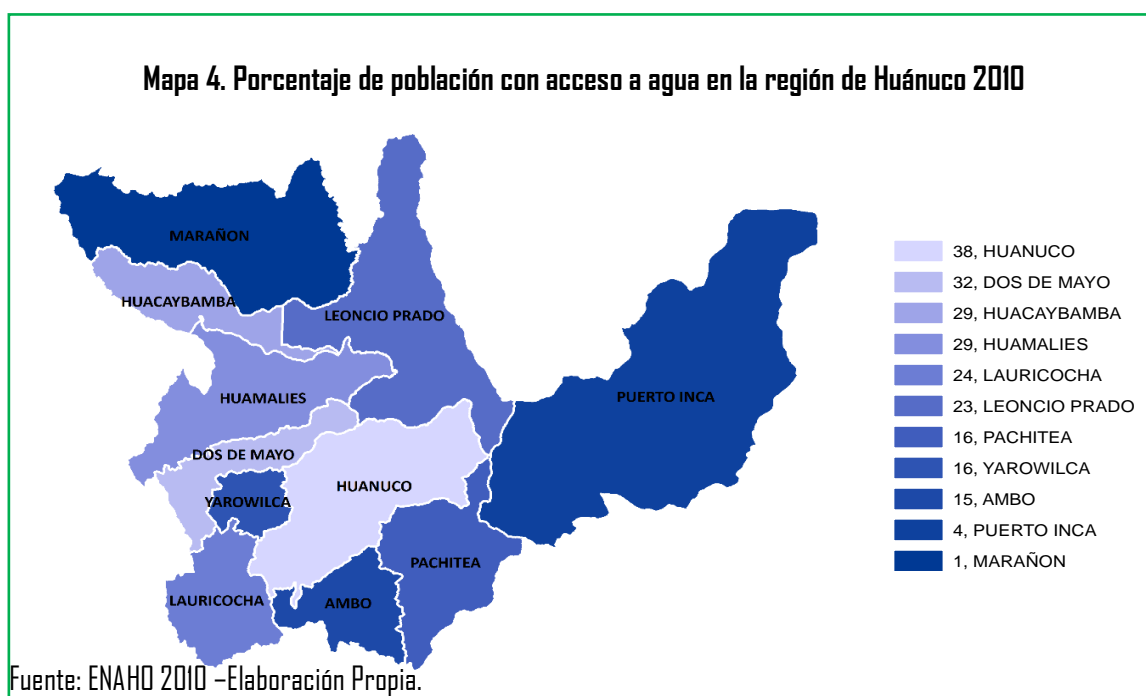 Mapa 4. Porcentaje de población con acceso a agua en la región de Huánuco 2010
MARAÑON
HUACAYBAMBA
LEONCIO PRADO
HUAMALIES
PUERTO INCA
DOS DE MAYO
HUANUCO
YAROWILCA
PACHITEA
LAURICOCHA
AMBO
38, HUANUCO
32, DOS DE MAYO
29, HUACAYBAMBA
29, HUAMALIES
24, LAURICOCHA
23, LEONCIO PRADO
16, PACHITEA
16, YAROWILCA
15, AMBO
4, PUERTO INCA
1, MARAÑON
Fuente: ENAHO 2010 –Elaboración Propia.